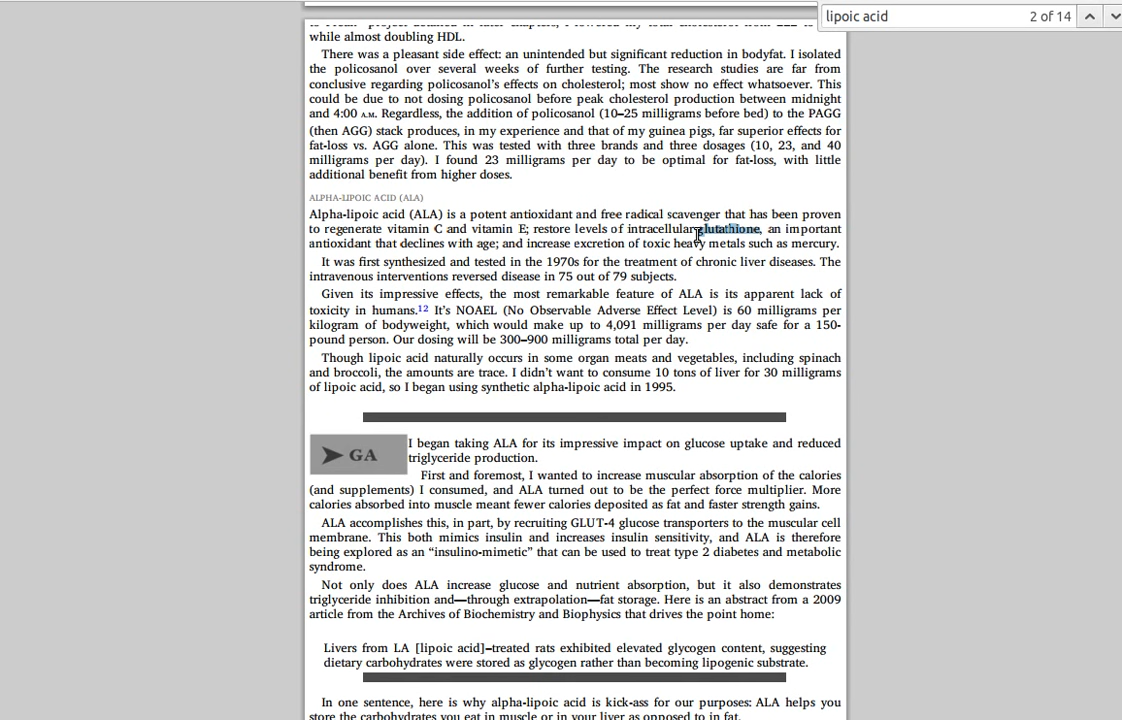 lipoic acid 2 of 14
while almost doubling HDL.
There was a pleasant side effect: an unintended but significant reduction in bodyfat. I isolated
the policosanol over several weeks of further testing. The research studies are far from
conclusive regarding policosanol's effects on cholesterol; most show no effect whatsoever. This
could be due to not dosing policosanol before peak cholesterol production between midnight
and 4:00 A.M. Regardless, the addition of policosanol (10–25 milligrams before bed) to the PAGG
(then AGG) stack produces, in my experience and that of my guinea pigs, far superior effects for
fat-loss vs. AGG alone. This was tested with three brands and three dosages (10, 23, and 40
milligrams per day). I found 23 milligrams per day to be optimal for fat-loss, with little
additional benefit from higher doses.
ALPHA-LIPOIC ACID (ALA)
Alpha-lipoic acid (ALA) is a potent antioxidant and free radical scavenger that has been proven
to regenerate vitamin C and vitamin E; restore levels of intracellular glutathione, an important
antioxidant that declines with age; and increase excretion of toxic heavy metals such as mercury.
It was first synthesized and tested in the 1970s for the treatment of chronic liver diseases. The
intravenous interventions reversed disease in 75 out of 79 subjects.
Given its impressive effects, the most remarkable feature of ALA is its apparent lack of
toxicity in humans.12 It's NOAEL (No Observable Adverse Effect Level) is 60 milligrams per
kilogram of bodyweight, which would make up to 4,091 milligrams per day safe for a 150-
pound person. Our dosing will be 300–900 milligrams total per day.
Though lipoic acid naturally occurs in some organ meats and vegetables, including spinach
and broccoli, the amounts are trace. I didn't want to consume 10 tons of liver for 30 milligrams
of lipoic acid, so I began using synthetic alpha-lipoic acid in 1995.
GA
I began taking ALA for its impressive impact on glucose uptake and reduced
triglyceride production.
First and foremost, I wanted to increase muscular absorption of the calories
(and supplements) I consumed, and ALA turned out to be the perfect force multiplier. More
calories absorbed into muscle meant fewer calories deposited as fat and faster strength gains.
ALA accomplishes this, in part, by recruiting GLUT-4 glucose transporters to the muscular cell
membrane. This both mimics insulin and increases insulin sensitivity, and ALA is therefore
being explored as an “insulino-mimetic” that can be used to treat type 2 diabetes and metabolic
syndrome.
Not only does ALA increase glucose and nutrient absorption, but it also demonstrates
triglyceride inhibition and—through extrapolation—fat storage. Here is an abstract from a 2009
article from the Archives of Biochemistry and Biophysics that drives the point home:
Livers from LA [lipoic acid]–treated rats exhibited elevated glycogen content, suggesting
dietary carbohydrates were stored as glycogen rather than becoming lipogenic substrate.
In one sentence, here is why alpha-lipoic acid is kick-ass for our purposes: ALA helps you
store the carbohydrates you eat in muscle or in your liver as opposed to in fat.